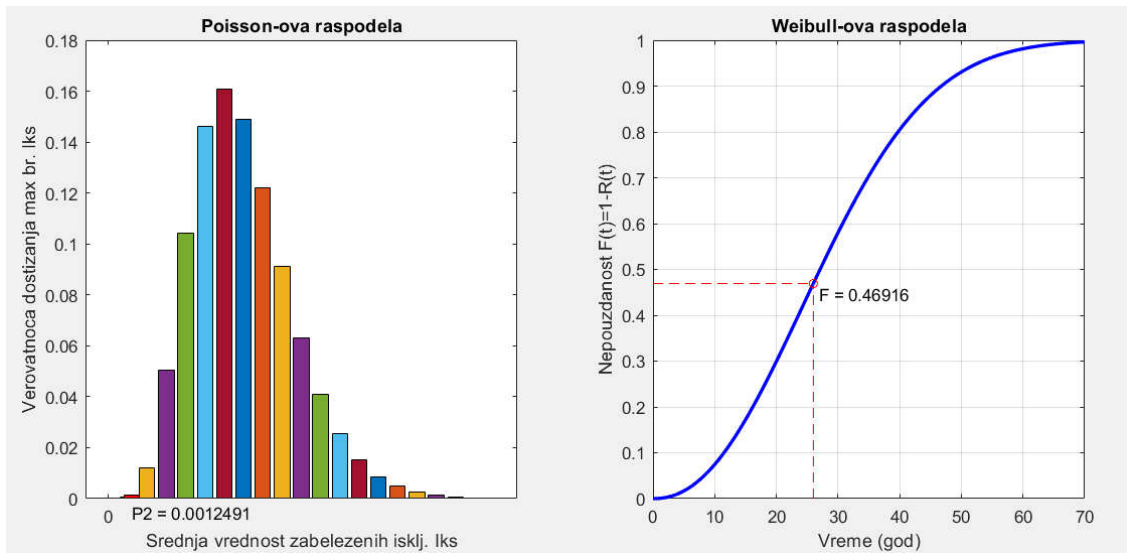 Poisson-ova raspodela
Verovatnoca dostizanja max br. Iks
0.18
0.16
0.14
0.12
0.1
0.08
0.06
0.04
0.02
0
0
P2 = 0.0012491
Srednja vrednost zabelezenih isklj. Iks
Weibull-ova raspodela
Nepouzdanost F(t)=1-R(t)
1
0.9
0.8
0.7
0.6
0.5
0.4
0.3
0.2
0.1
0
F = 0.46916
0 10 20 30 40 50 60 70
Vreme (god)